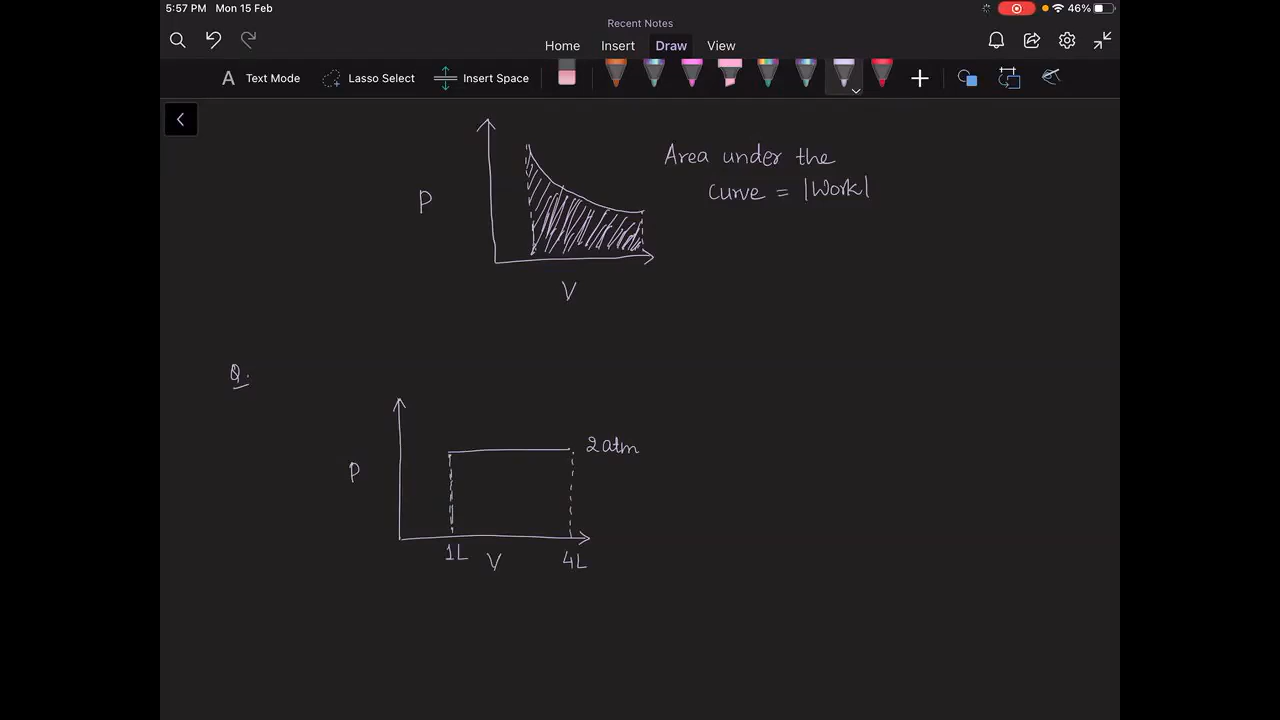 5:57 PM Mon 15 Feb
46%
Recent Notes
Home Insert Draw View
A Text Mode Lasso Select Insert Space
P
V
Area under the
curve = |Work|
Q.
P
2 atm
1L V 4L